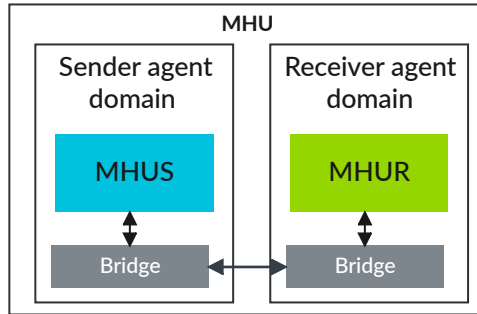 MHU
Sender agent
domain
MHUS
Bridge
Receiver agent
domain
MHUR
Bridge